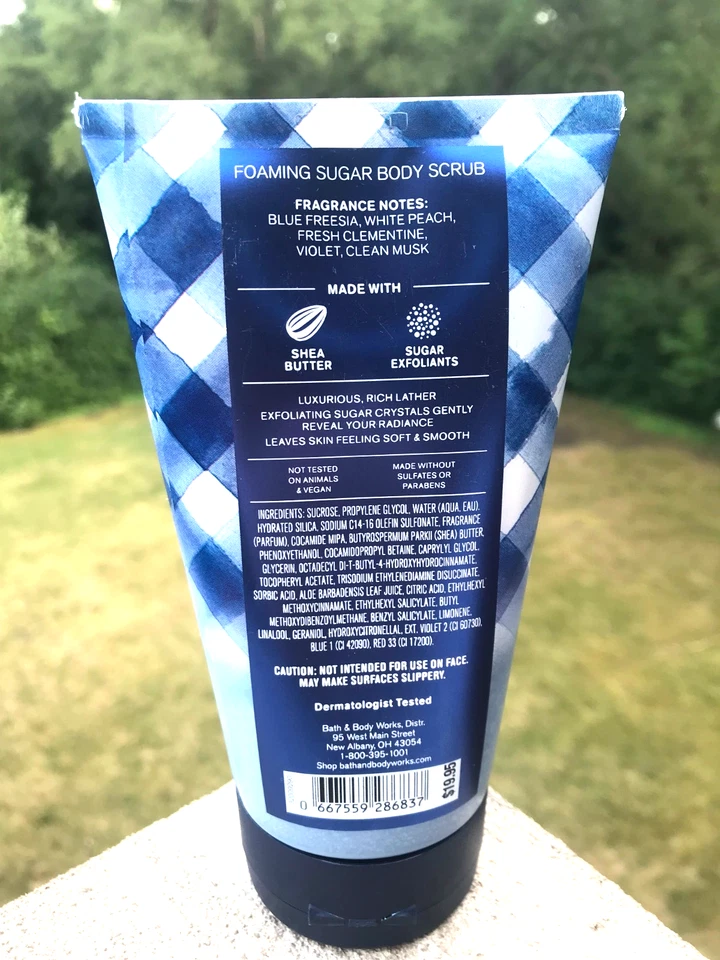 FOAMING SUGAR BODY SCRUB
FRAGRANCE NOTES:
BLUE FREESIA, WHITE PEACH,
FRESH CLEMENTINE,
VIOLET, CLEAN MUSK
MADE WITH
SHEA
BUTTER
SUGAR
EXFOLIANTS
LUXURIOUS, RICH LATHER
EXFOLIATING SUGAR CRYSTALS GENTLY
REVEAL YOUR RADIANCE
LEAVES SKIN FEELING SOFT & SMOOTH
NOT TESTED
ON ANIMALS
& VEGAN
MADE WITHOUT
SULFATES OR
PARABENS
INGREDIENTS: SUCROSE, PROPYLENE GLYCOL, WATER (AQUA, EAU),
HYDRATED SILICA, SODIUM C14-16 OLEFIN SULFONATE, FRAGRANCE
(PARFUM), COCAMIDE MIPA, BUTYROSPERMUM PARKII (SHEA) BUTTER,
PHENOXYETHANOL, COCAMIDOPROPYL BETAINE, CAPRYLYL GLYCOL,
GLYCERIN, OCTADECYL DI-T-BUTYL-4-HYDROXYHYDROCINNAMATE,
TOCOPHERYL ACETATE, TRISODIUM ETHYLENEDIAMINE DISUCCINATE,
SORBIC ACID, ALOE BARBADENSIS LEAF JUICE, CITRIC ACID, ETHYLHEXYL
METHOXYCINNAMATE, ETHYLHEXYL SALICYLATE, BUTYL
METHOXYDIBENZOYLMETHANE, BENZYL SALICYLATE, LIMONENE,
LINALOOL, GERANIOL, HYDROXYCITRONELLAL, EXT. VIOLET 2 (CI 60730),
BLUE 1 (CI 42090), RED 33 (CI 17200).
CAUTION: NOT INTENDED FOR USE ON FACE.
MAY MAKE SURFACES SLIPPERY.
Dermatologist Tested
Bath & Body Works, Distr.
95 West Main Street
New Albany, OH 43054
1-800-395-1001
Shop bathandbodyworks.com
0 667559 286837
$19.95